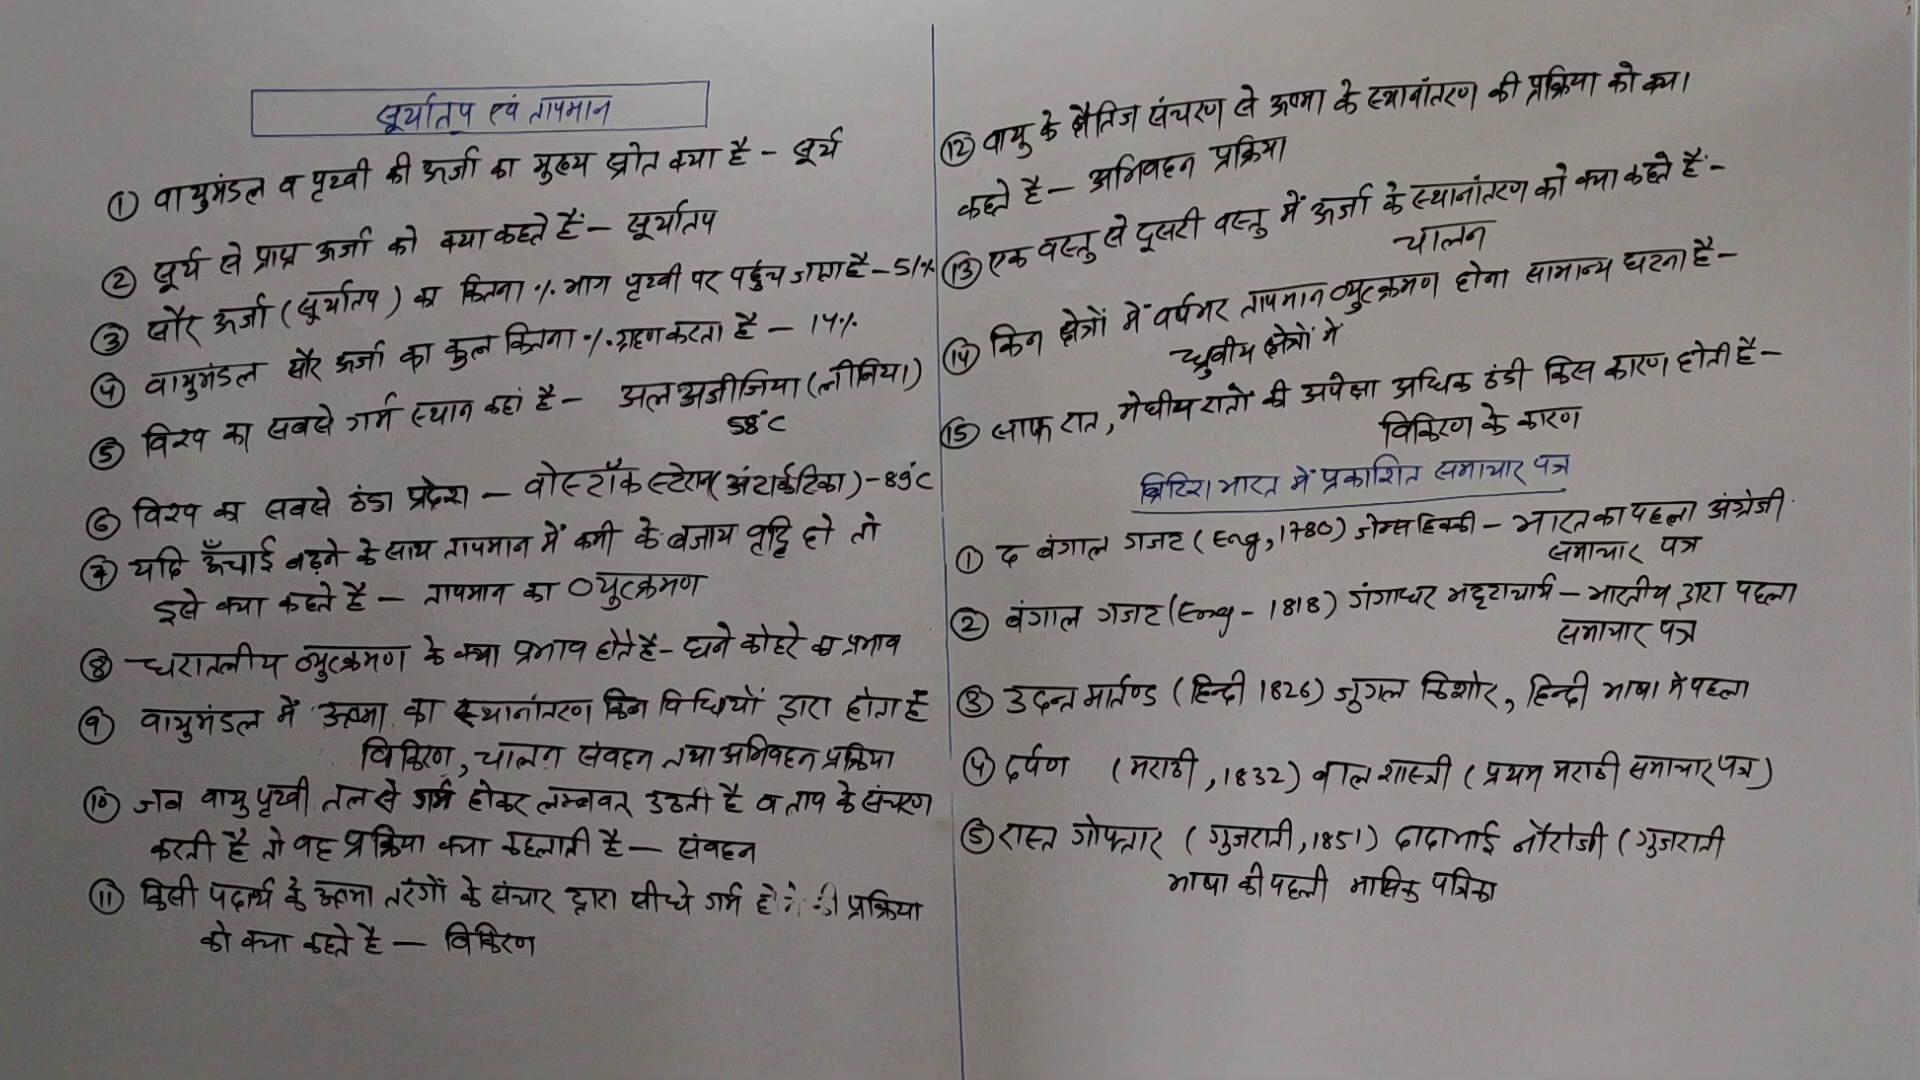 सूर्यातप एवं तापमान
① वायुमंडल व पृथ्वी की ऊर्जा का मुख्य स्रोत क्या है - सूर्य
② सूर्य से प्राप्त ऊर्जा को क्या कहते हैं - सूर्यातप
③ सौर ऊर्जा (सूर्यातप) का कितना % भाग पृथ्वी पर पहुंच जाता है - 51%
④ वायुमंडल सौर ऊर्जा का कुल कितना % ग्रहण करता है - 14%
⑤ विश्व का सबसे गर्म स्थान कहां है - अल अजीजिया (लीबिया)
58°C
⑥ विश्व का सबसे ठंडा प्रदेश - वोस्टॉक स्टेशन (अंटार्कटिका) -89°C
⑦ यदि ऊँचाई बढ़ने के साथ तापमान में कमी के बजाय वृद्धि हो तो
इसे क्या कहते है - तापमान का व्युत्क्रमण
⑧ धरातलीय व्युत्क्रमण के क्या प्रभाव होते है - घने कोहरे का प्रभाव
⑨ वायुमंडल में ऊष्मा का स्थानांतरण किन विधियों द्वारा होता है
विकिरण, चालन संवहन तथा अभिवहन प्रक्रिया
⑩ जब वायु पृथ्वी तल से गर्म होकर लम्बवत् उठती है व ताप के संचरण
करती है तो वह प्रक्रिया क्या कहलाती है - संवहन
⑪ किसी पदार्थ के ऊष्मा तरंगों के संचार द्वारा सीधे गर्म होने की प्रक्रिया
को क्या कहते है - विकिरण
⑫ वायु के क्षैतिज संचरण से ऊष्मा के स्थानांतरण की प्रक्रिया को क्या
कहते है - अभिवहन प्रक्रिया
⑬ एक वस्तु से दूसरी वस्तु में ऊर्जा के स्थानांतरण को क्या कहते हैं -
चालन
⑭ किन क्षेत्रों में वर्षभर तापमान व्युत्क्रमण होना सामान्य घटना है -
ध्रुवीय क्षेत्रों में
⑮ साफ रात, मेघीय रातों की अपेक्षा अधिक ठंडी किस कारण होती है -
विकिरण के कारण
ब्रिटिश भारत में प्रकाशित समाचार पत्र
① द बंगाल गजट (Eng, 1780) जेम्स हिक्की - भारत का पहला अंग्रेजी
समाचार पत्र
② बंगाल गजट (Eng - 1818) गंगाधर भट्टाचार्य - भारतीय द्वारा पहला
समाचार पत्र
③ उदन्त मार्तण्ड (हिन्दी 1826) जुगल किशोर, हिन्दी भाषा में पहला
④ दर्पण (मराठी, 1832) बाल शास्त्री (प्रथम मराठी समाचार पत्र)
⑤ रास्त गोफ्तार (गुजराती, 1851) दादाभाई नौरोजी (गुजराती
भाषा की पहली मासिक पत्रिका